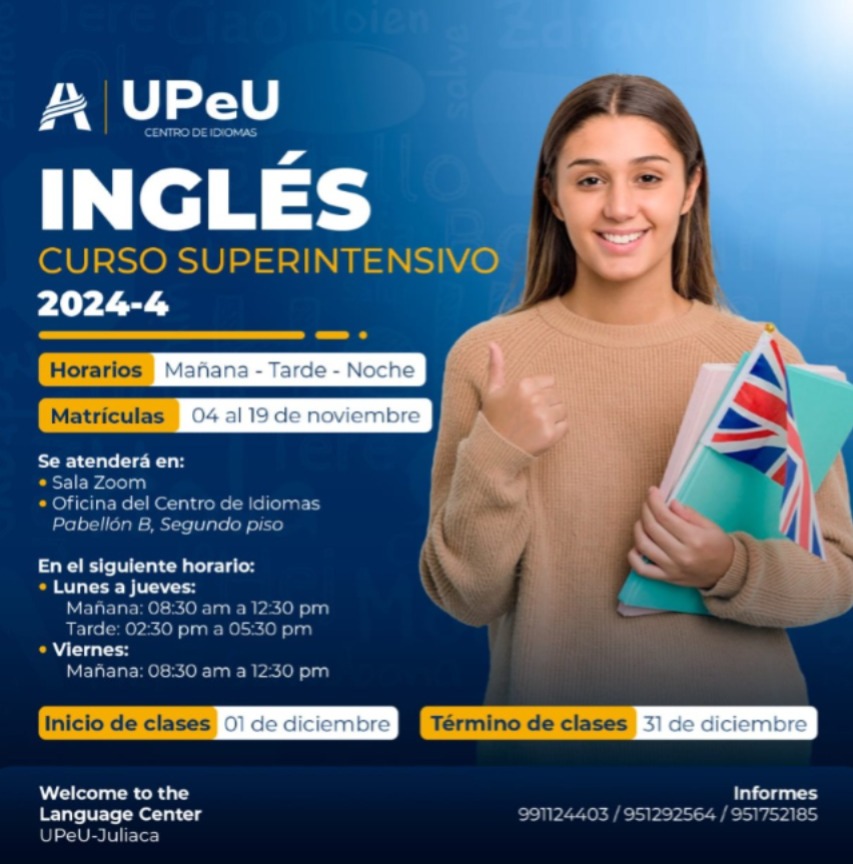 UPeU
CENTRO DE IDIOMAS
INGLÉS
CURSO SUPERINTENSIVO
2024-4
Horarios Mañana - Tarde - Noche
Matrículas 04 al 19 de noviembre
Se atenderá en:
• Sala Zoom
• Oficina del Centro de Idiomas
Pabellón B, Segundo piso
En el siguiente horario:
• Lunes a jueves:
Mañana: 08:30 am a 12:30 pm
Tarde: 02:30 pm a 05:30 pm
• Viernes:
Mañana: 08:30 am a 12:30 pm
Inicio de clases 01 de diciembre
Término de clases 31 de diciembre
Welcome to the
Language Center
UPeU-Juliaca
Informes
991124403 / 951292564 / 951752185